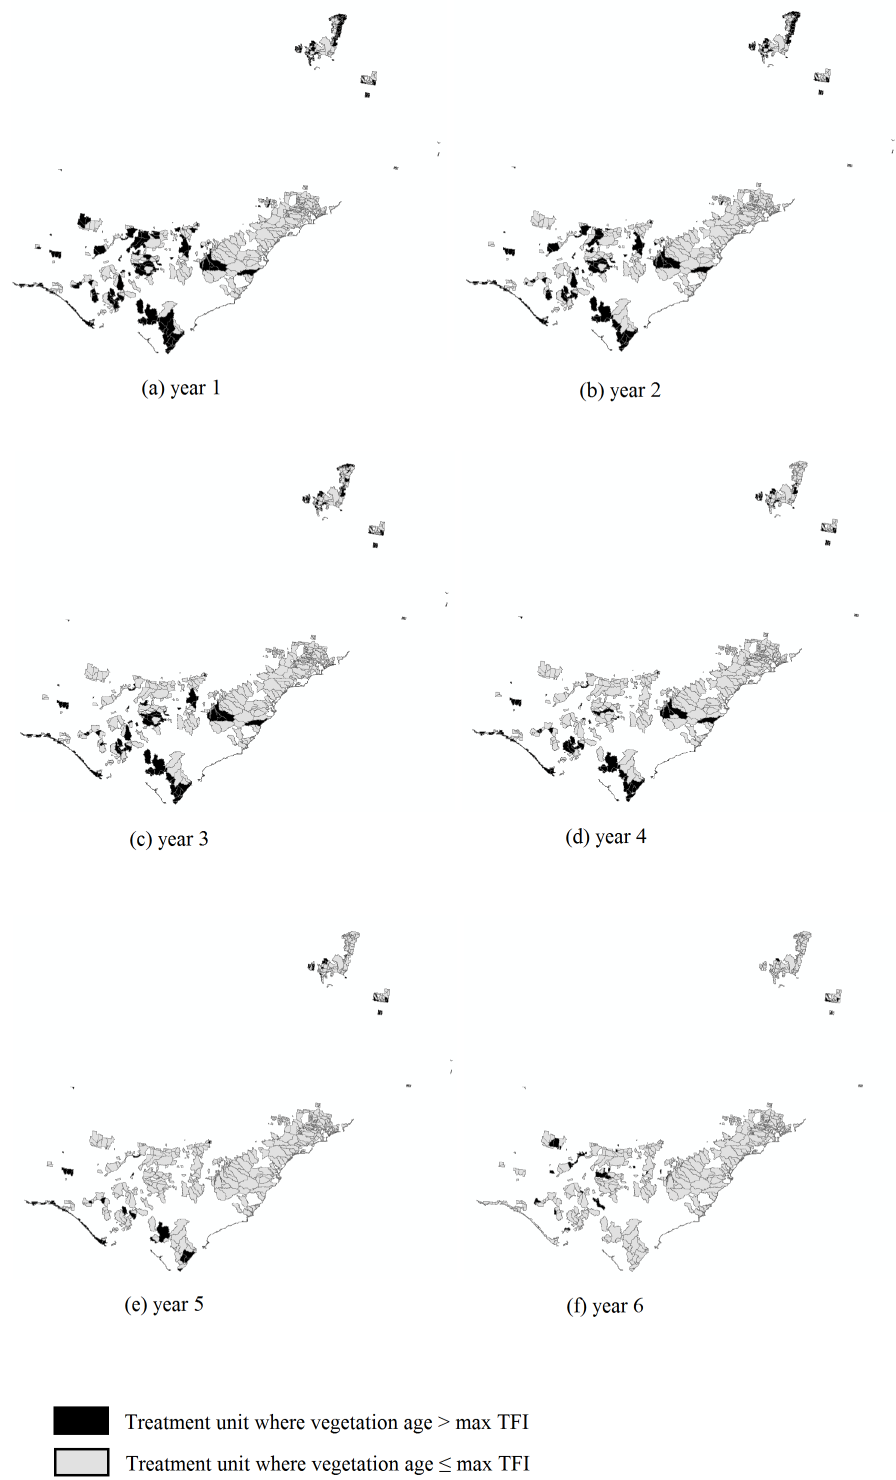 (a) year 1
(b) year 2
(c) year 3
(d) year 4
(e) year 5
(f) year 6
Treatment unit where vegetation age > max TFI
Treatment unit where vegetation age ≤ max TFI